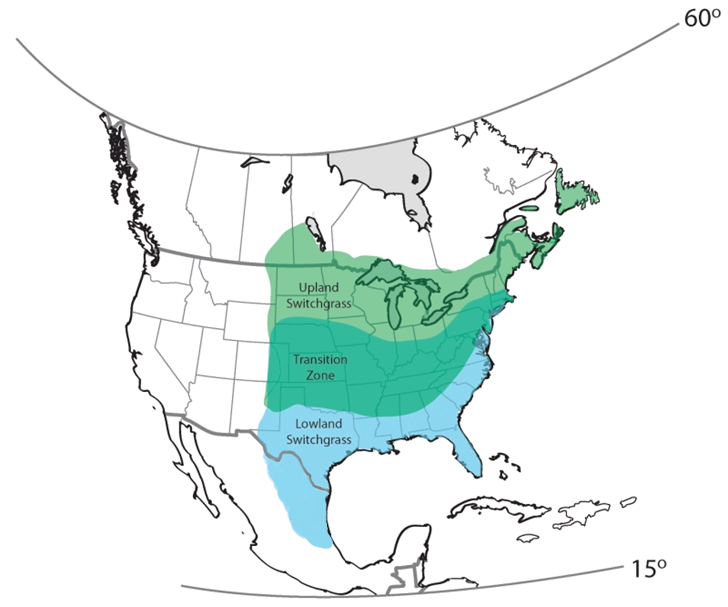 60º
Upland
Switchgrass
Transition
Zone
Lowland
Switchgrass
15º